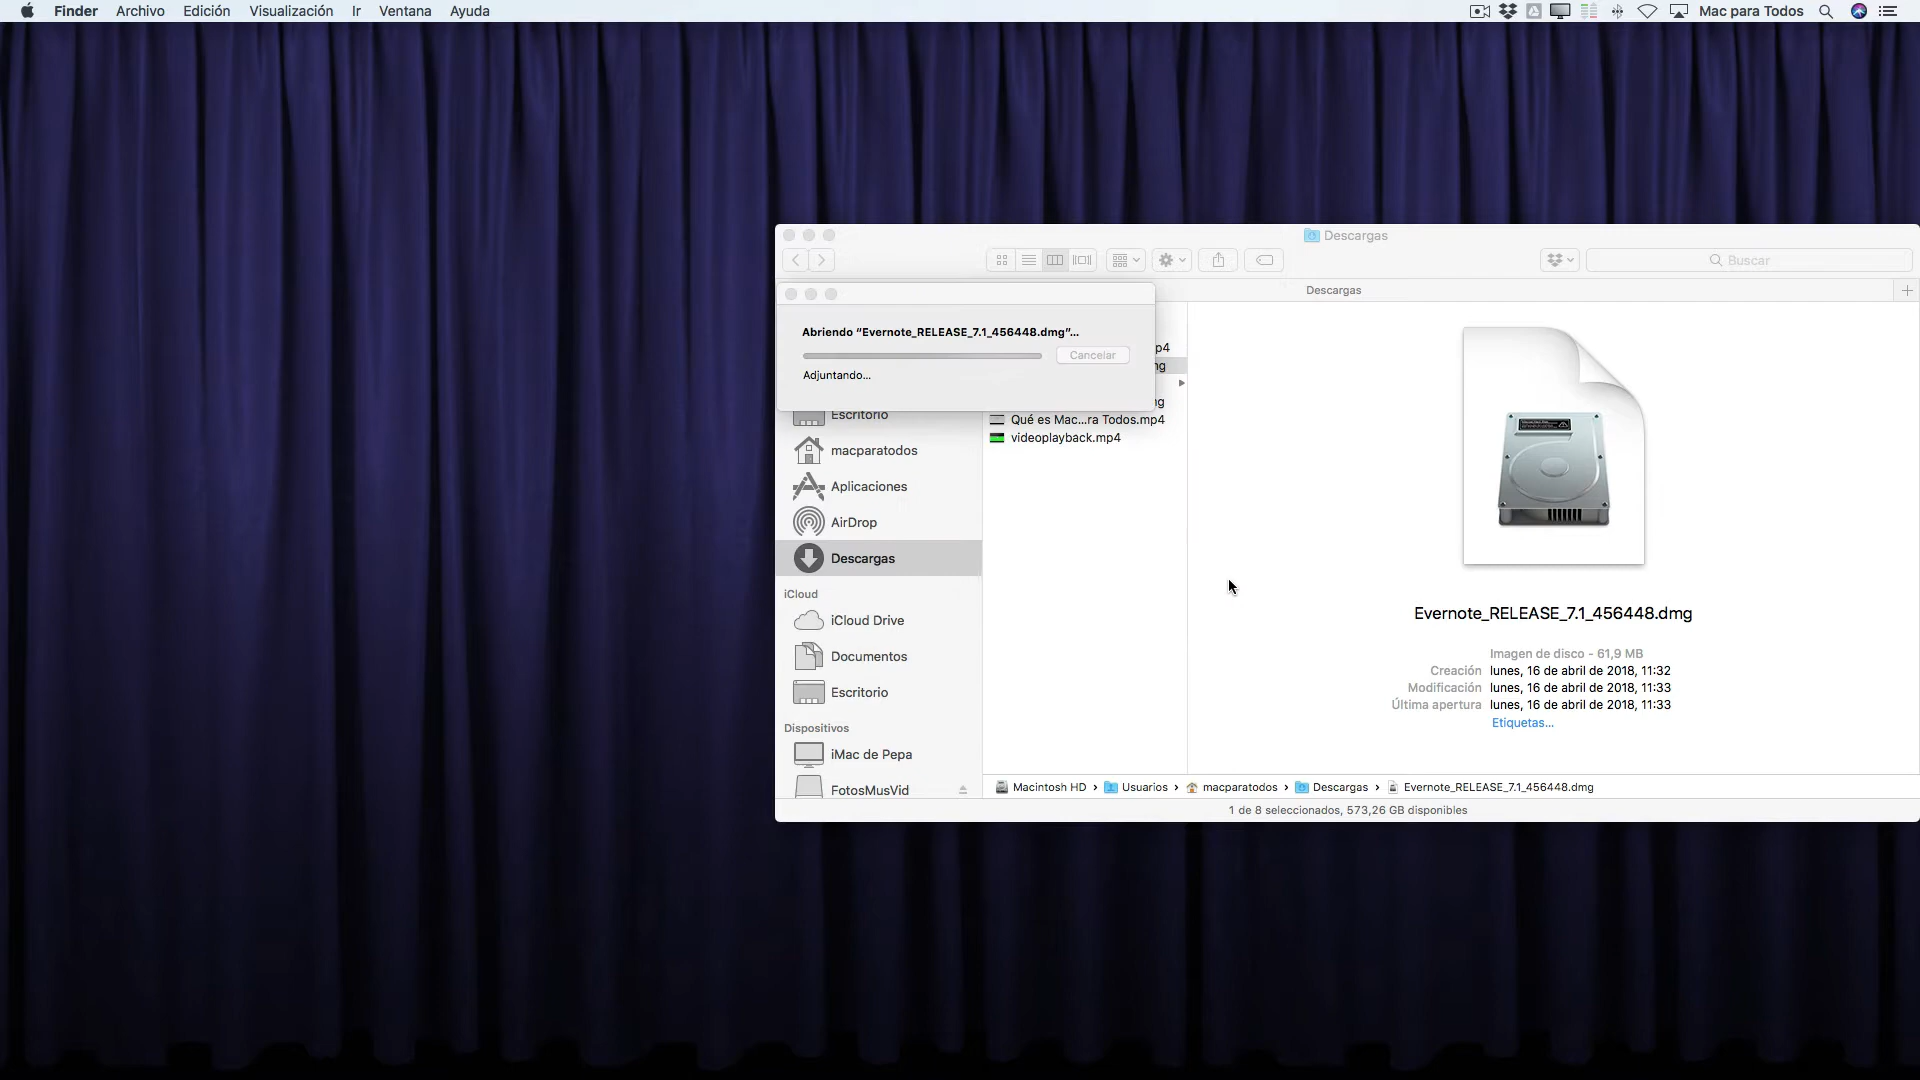 Finder Archivo Edición Visualización Ir Ventana Ayuda
Mac para Todos
Descargas
Buscar
Descargas
Abriendo “Evernote_RELEASE_7.1_456448.dmg”...
Cancelar
Adjuntando...
Escritorio
macparatodos
Aplicaciones
AirDrop
Descargas
iCloud
iCloud Drive
Documentos
Escritorio
Dispositivos
iMac de Pepa
FotosMusVid
p4
ng
ng
Qué es Mac...ra Todos.mp4
videoplayback.mp4
Evernote_RELEASE_7.1_456448.dmg
Imagen de disco - 61,9 MB
Creación lunes, 16 de abril de 2018, 11:32
Modificación lunes, 16 de abril de 2018, 11:33
Última apertura lunes, 16 de abril de 2018, 11:33
Etiquetas...
Macintosh HD › Usuarios › macparatodos › Descargas › Evernote_RELEASE_7.1_456448.dmg
1 de 8 seleccionados, 573,26 GB disponibles